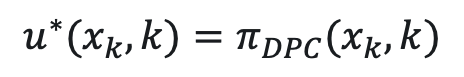 u*(x_k, k) = π_DPC(x_k, k)